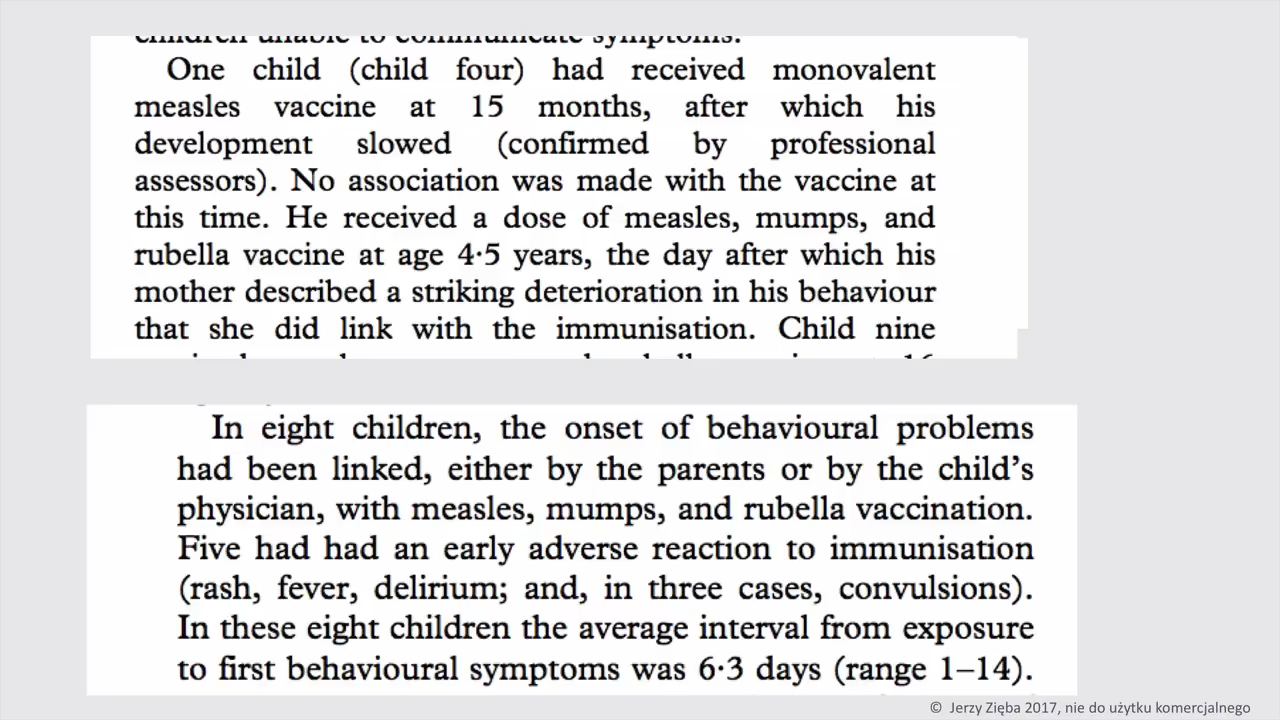 children unable to communicate symptoms.
One child (child four) had received monovalent
measles vaccine at 15 months, after which his
development slowed (confirmed by professional
assessors). No association was made with the vaccine at
this time. He received a dose of measles, mumps, and
rubella vaccine at age 4·5 years, the day after which his
mother described a striking deterioration in his behaviour
that she did link with the immunisation. Child nine
16
In eight children, the onset of behavioural problems
had been linked, either by the parents or by the child’s
physician, with measles, mumps, and rubella vaccination.
Five had had an early adverse reaction to immunisation
(rash, fever, delirium; and, in three cases, convulsions).
In these eight children the average interval from exposure
to first behavioural symptoms was 6·3 days (range 1–14).
© Jerzy Zięba 2017, nie do użytku komercjalnego